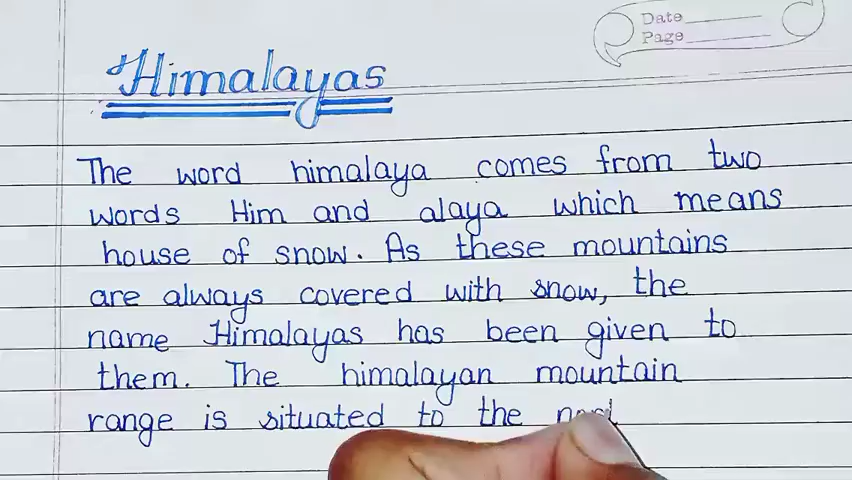 Date
Page
Himalayas
The word himalaya comes from two
words Him and alaya which means
house of snow. As these mountains
are always covered with snow, the
name Himalayas has been given to
them. The himalayan mountain
range is situated to the